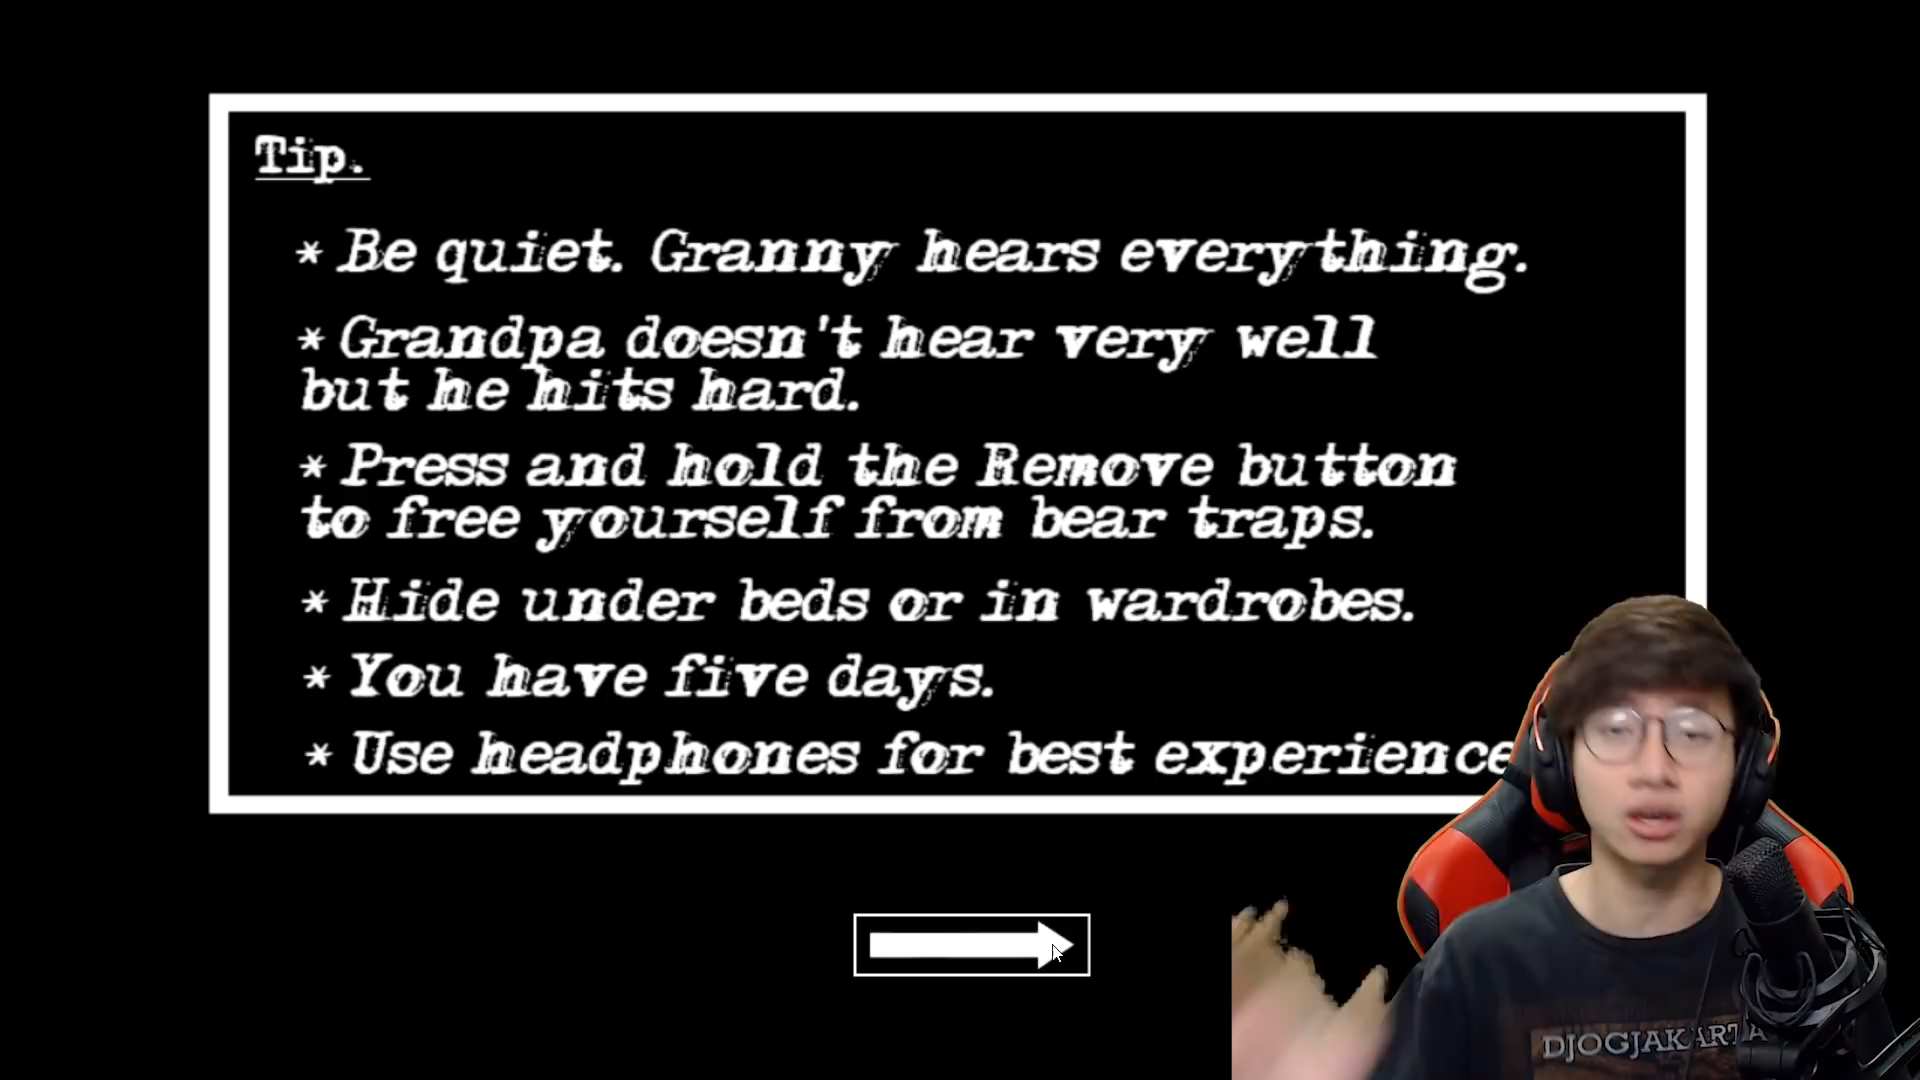 Tip.
* Be quiet. Granny hears everything.
* Grandpa doesn't hear very well
but he hits hard.
* Press and hold the Remove button
to free yourself from bear traps.
* Hide under beds or in wardrobes.
* You have five days.
* Use headphones for best experience
DJOGJAKARTA